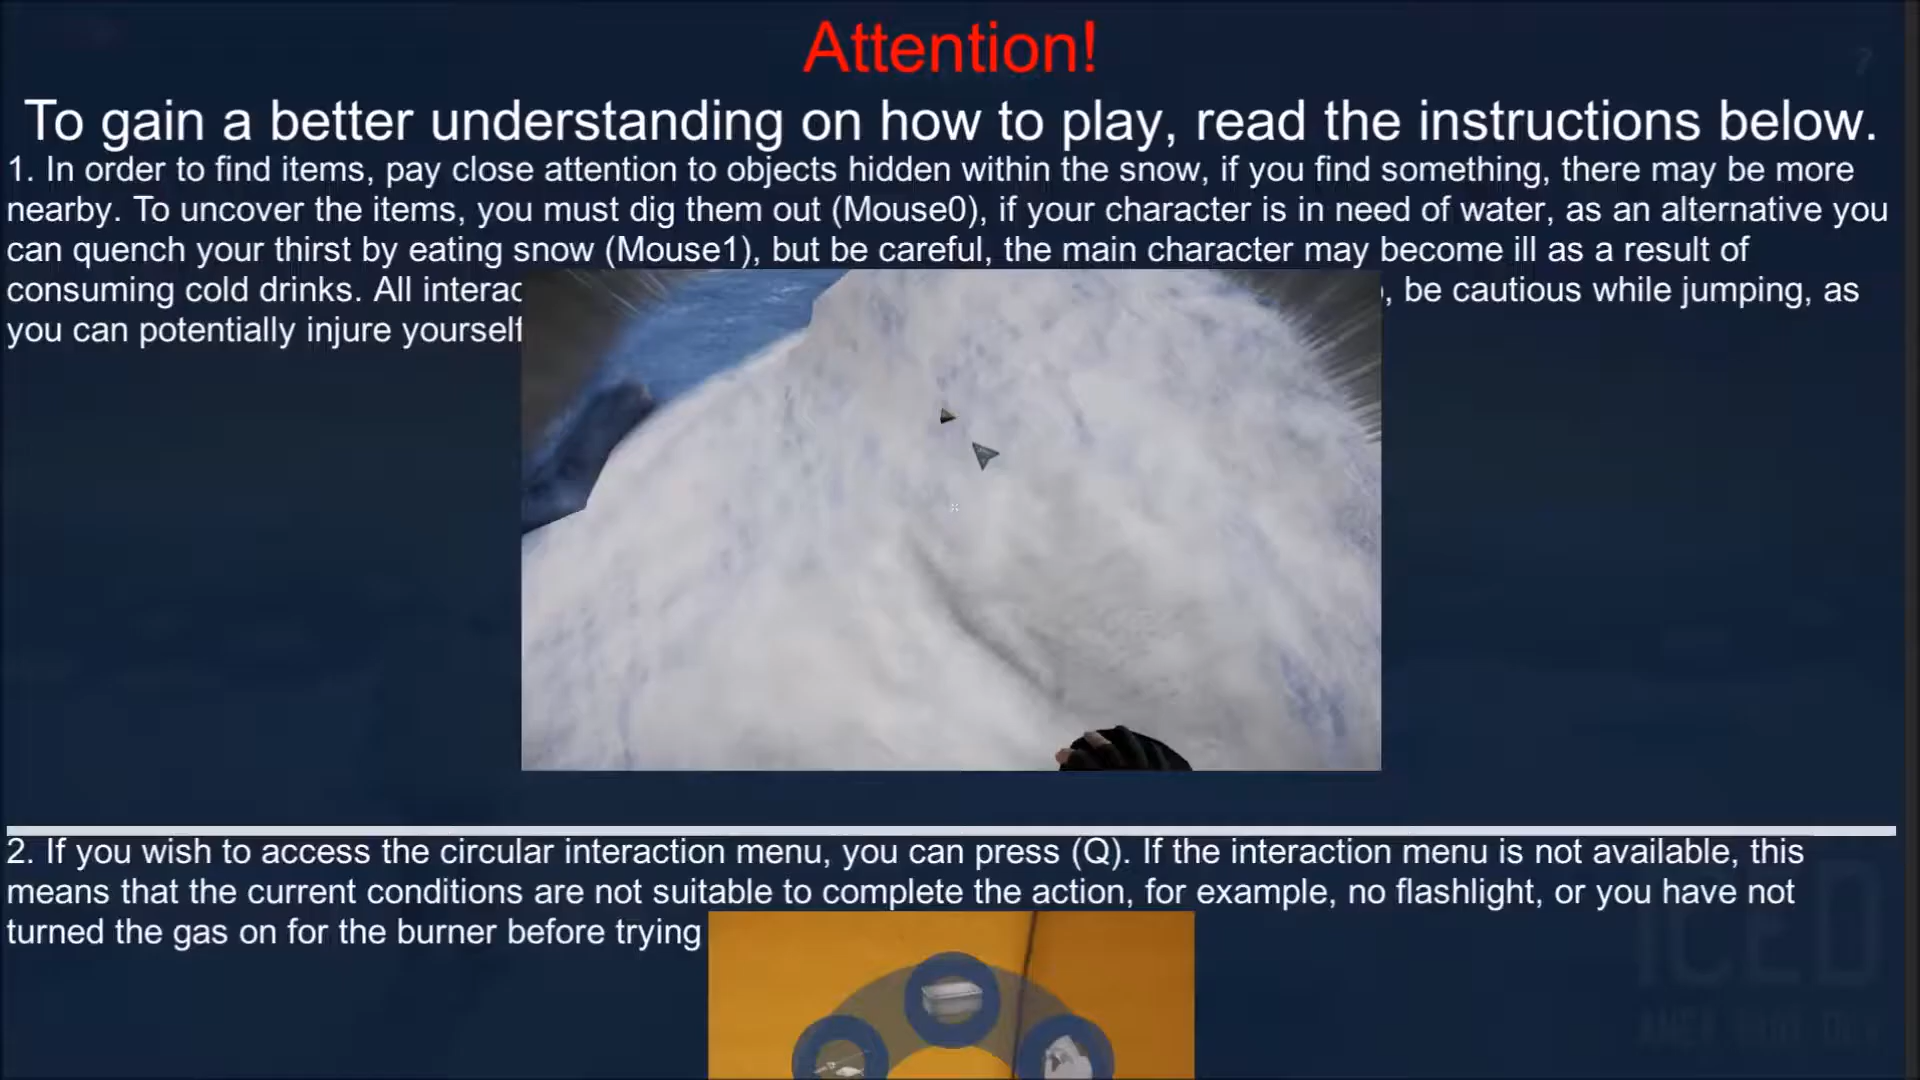 Attention!
To gain a better understanding on how to play, read the instructions below.
1. In order to find items, pay close attention to objects hidden within the snow, if you find something, there may be more
nearby. To uncover the items, you must dig them out (Mouse0), if your character is in need of water, as an alternative you
can quench your thirst by eating snow (Mouse1), but be careful, the main character may become ill as a result of
consuming cold drinks. All , be cautious while jumping, as
you can potentially injure yourself
2. If you wish to access the circular interaction menu, you can press (Q). If the interaction menu is not available, this
means that the current conditions are not suitable to complete the action, for example, no flashlight, or you have not
turned the gas on for the burner before trying
ICED